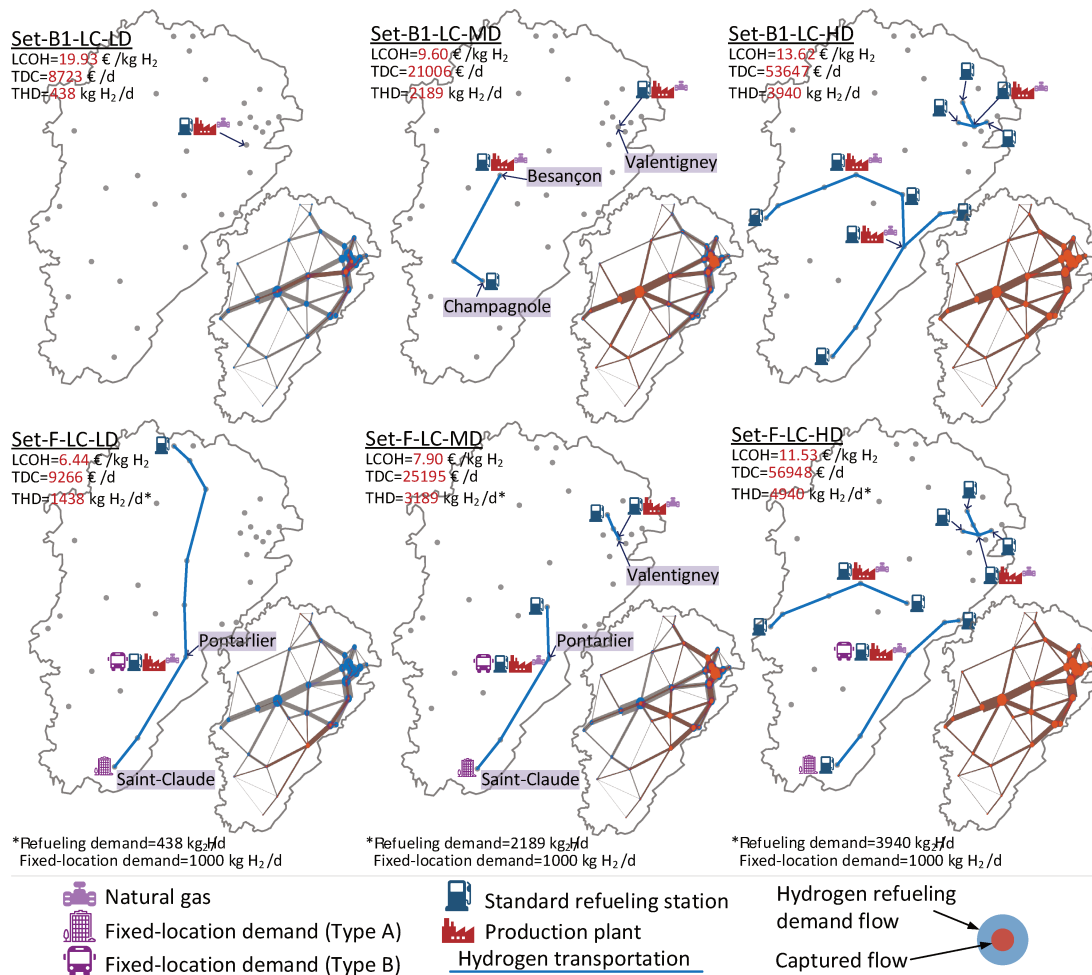 Set-B1-LC-LD
LCOH=19.93 € /kg H2
TDC=8723 € /d
THD=438 kg H2 /d
Set-B1-LC-MD
LCOH=9.60 € /kg H2
TDC=21006 € /d
THD=2189 kg H2 /d
Valentigney
Besançon
Champagnole
Set-B1-LC-HD
LCOH=13.62 € /kg H2
TDC=53647 € /d
THD=3940 kg H2 /d
Set-F-LC-LD
LCOH=6.44 € /kg H2
TDC=9266 € /d
THD=1438 kg H2 /d*
Pontarlier
Saint-Claude
*Refueling demand=438 kg H2/d
Fixed-location demand=1000 kg H2 /d
Set-F-LC-MD
LCOH=7.90 € /kg H2
TDC=25195 € /d
THD=3189 kg H2 /d*
Valentigney
Pontarlier
Saint-Claude
*Refueling demand=2189 kg H2/d
Fixed-location demand=1000 kg H2 /d
Set-F-LC-HD
LCOH=11.53 € /kg H2
TDC=56948 € /d
THD=4940 kg H2 /d*
*Refueling demand=3940 kg H2/d
Fixed-location demand=1000 kg H2 /d
Natural gas
Fixed-location demand (Type A)
Fixed-location demand (Type B)
Standard refueling station
Production plant
Hydrogen transportation
Hydrogen refueling
demand flow
Captured flow